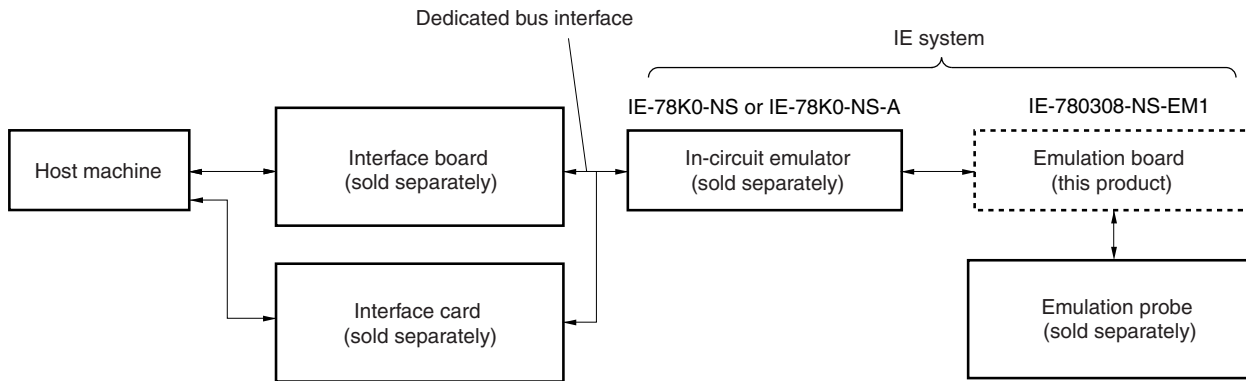 Dedicated bus interface
IE system
IE-78K0-NS or IE-78K0-NS-A
IE-780308-NS-EM1
Host machine
Interface board
(sold separately)
In-circuit emulator
(sold separately)
Emulation board
(this product)
Interface card
(sold separately)
Emulation probe
(sold separately)